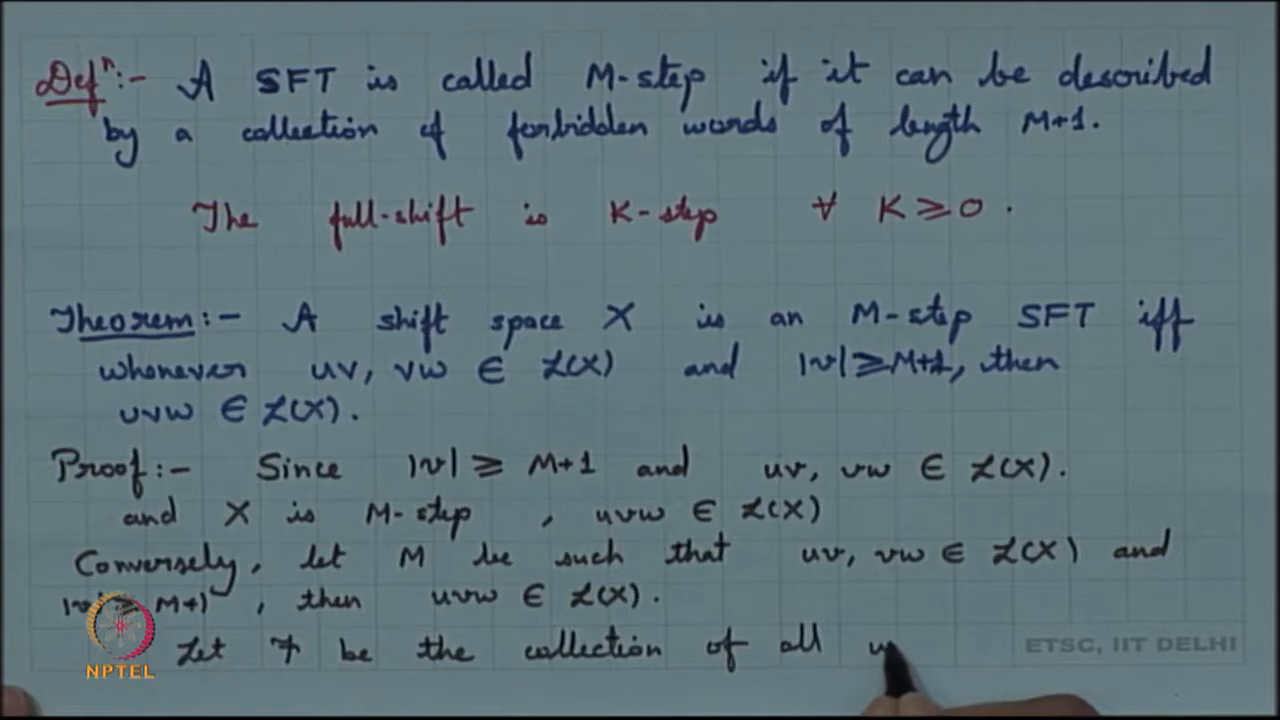 Defⁿ:- A SFT is called M-step if it can be described
by a collection of forbidden words of length M+1.
The full-shift is K-step ∀ K ≥ 0.
Theorem:- A shift space X is an M-step SFT iff
whenever uv, vw ∈ L(X) and |v| ≥ M+1, then
uvw ∈ L(X).
Proof:- Since |v| ≥ M+1 and uv, vw ∈ L(X).
and X is M-step, uvw ∈ L(X)
Conversely, let M be such that uv, vw ∈ L(X) and
|v| ≥ M+1, then uvw ∈ L(X).
Let F be the collection of all
NPTEL
ETSC, IIT DELHI